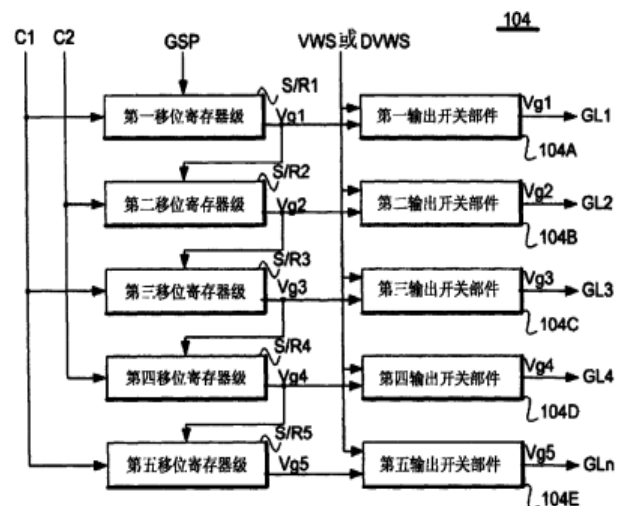 104
C1 C2 GSP VWS或DVWS
S/R1
第一移位寄存器级 Vg1 第一输出开关部件 Vg1 GL1
104A
S/R2
第二移位寄存器级 Vg2 第二输出开关部件 Vg2 GL2
104B
S/R3
第三移位寄存器级 Vg3 第三输出开关部件 Vg3 GL3
104C
S/R4
第四移位寄存器级 Vg4 第四输出开关部件 Vg4 GL4
104D
S/R5
第五移位寄存器级 Vg5 第五输出开关部件 Vg5 GLn
104E